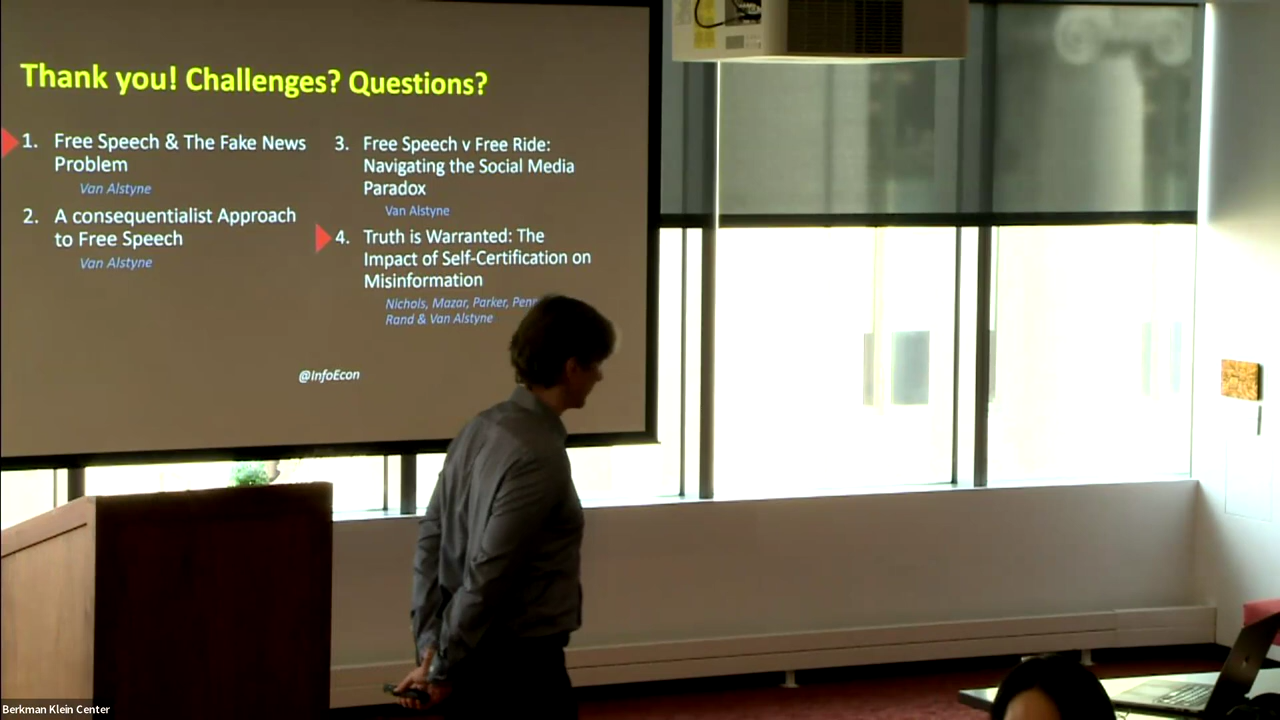 Thank you! Challenges? Questions?
1. Free Speech & The Fake News
Problem
Van Alstyne
2. A consequentialist Approach
to Free Speech
Van Alstyne
3. Free Speech v Free Ride:
Navigating the Social Media
Paradox
Van Alstyne
4. Truth is Warranted: The
Impact of Self-Certification on
Misinformation
Nichols, Mazar, Parker,
Rand & Van Alstyne
@InfoEcon
Berkman Klein Center